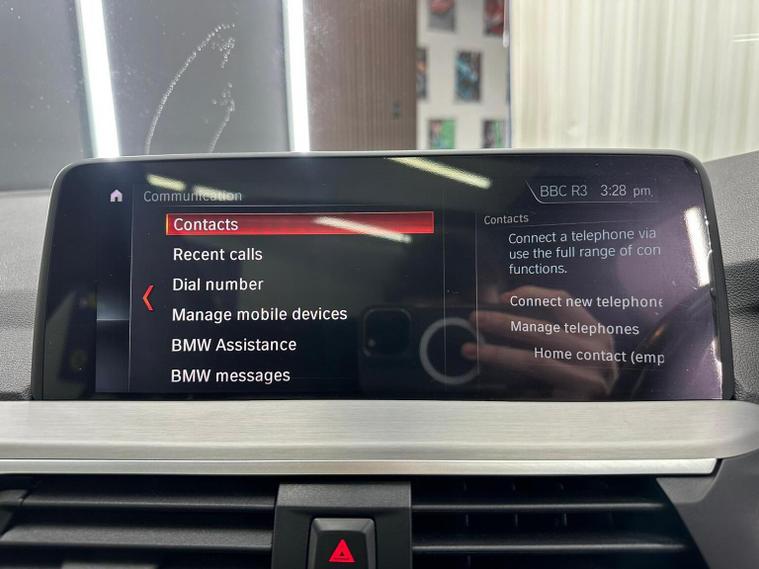 Communication
BBC R3 3:28 pm
Contacts
Recent calls
Dial number
Manage mobile devices
BMW Assistance
BMW messages
Contacts
Connect a telephone via
use the full range of con
functions.
Connect new telephone
Manage telephones
Home contact (emp